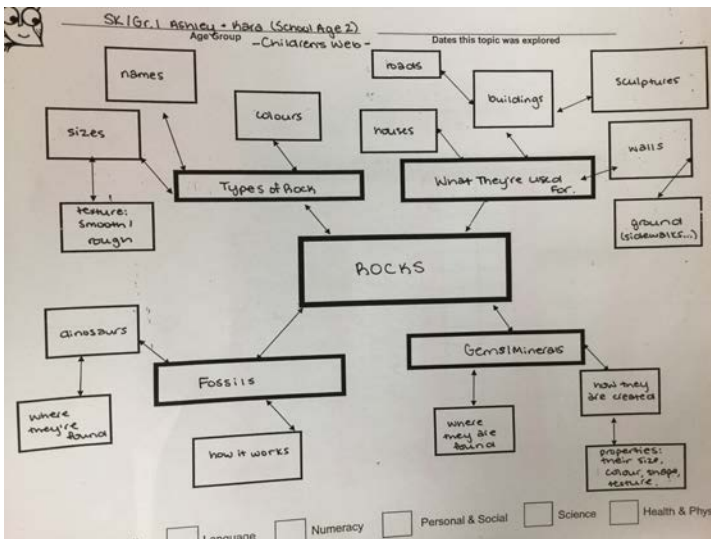 SK/Gr.1 Ashley + Kara (School Age 2)
Age Group
Dates this topic was explored
-Childrens Web-
names
sizes
colours
texture:
smooth/
rough
Types of Rock
roads
buildings
sculptures
houses
walls
What They're Used
For.
ground
(sidewalks...)
ROCKS
dinosaurs
Fossils
where
they're
found
how it works
Gems/Minerals
where
they are
found
how they
are created
properties:
their size,
colour, shape,
texture.
Language
Numeracy
Personal & Social
Science
Health & Phys